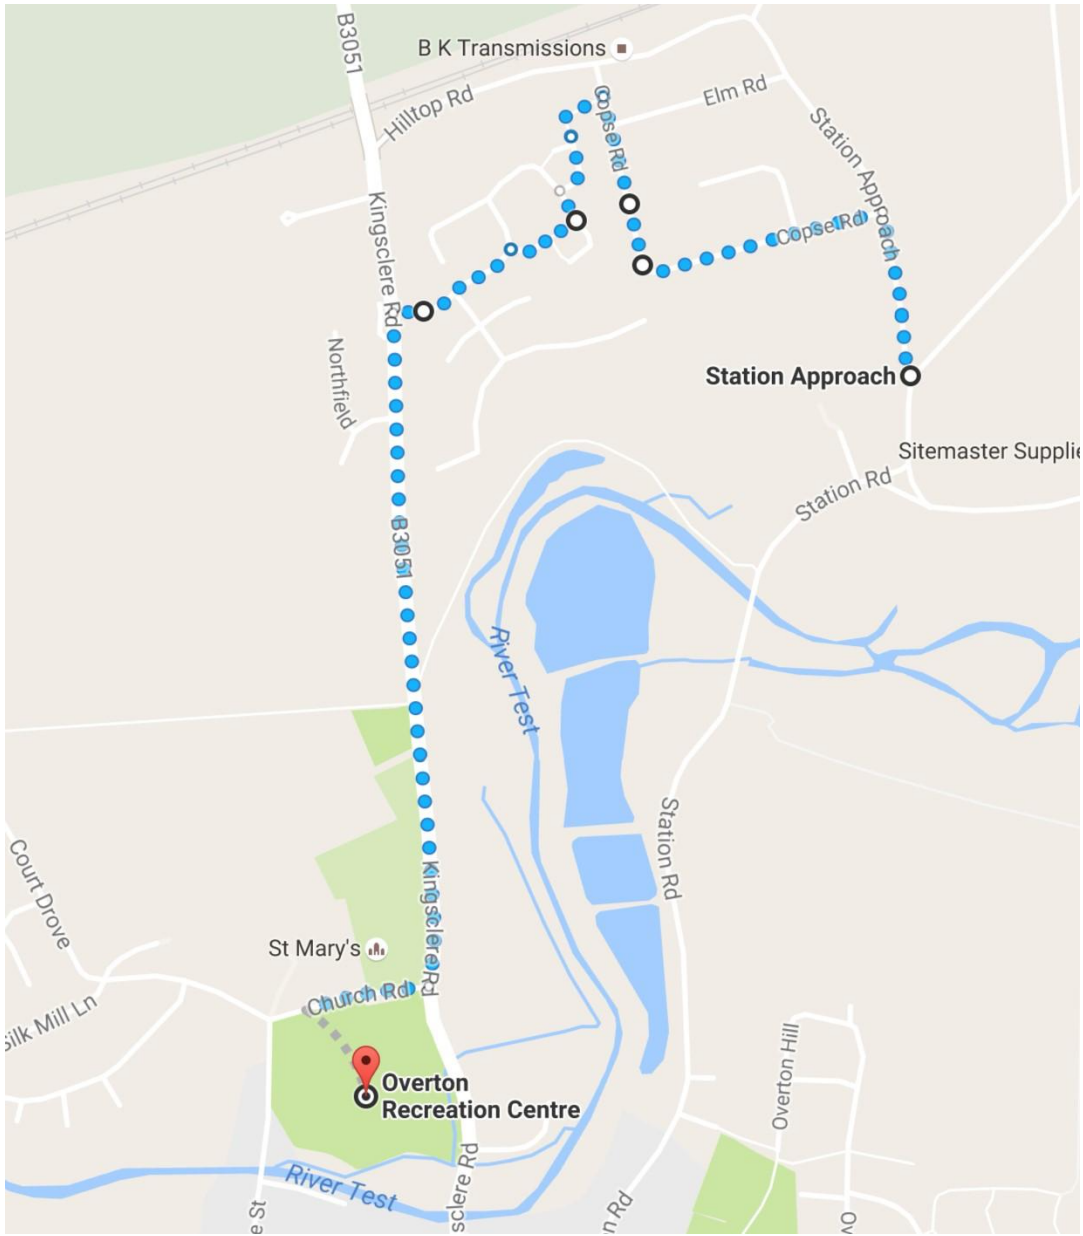 B3051
B K Transmissions
Hilltop Rd
Copse Rd
Elm Rd
Station Approach
Kingsclere Rd
Copse Rd
Northfield
Station Approach
Sitemaster Supplie
Station Rd
B3051
River Test
Station Rd
Court Drove
Kingsclere Rd
St Mary's
Church Rd
Silk Mill Ln
Overton Hill
Overton
Recreation Centre
River Test
sclere Rd
e St
n Rd